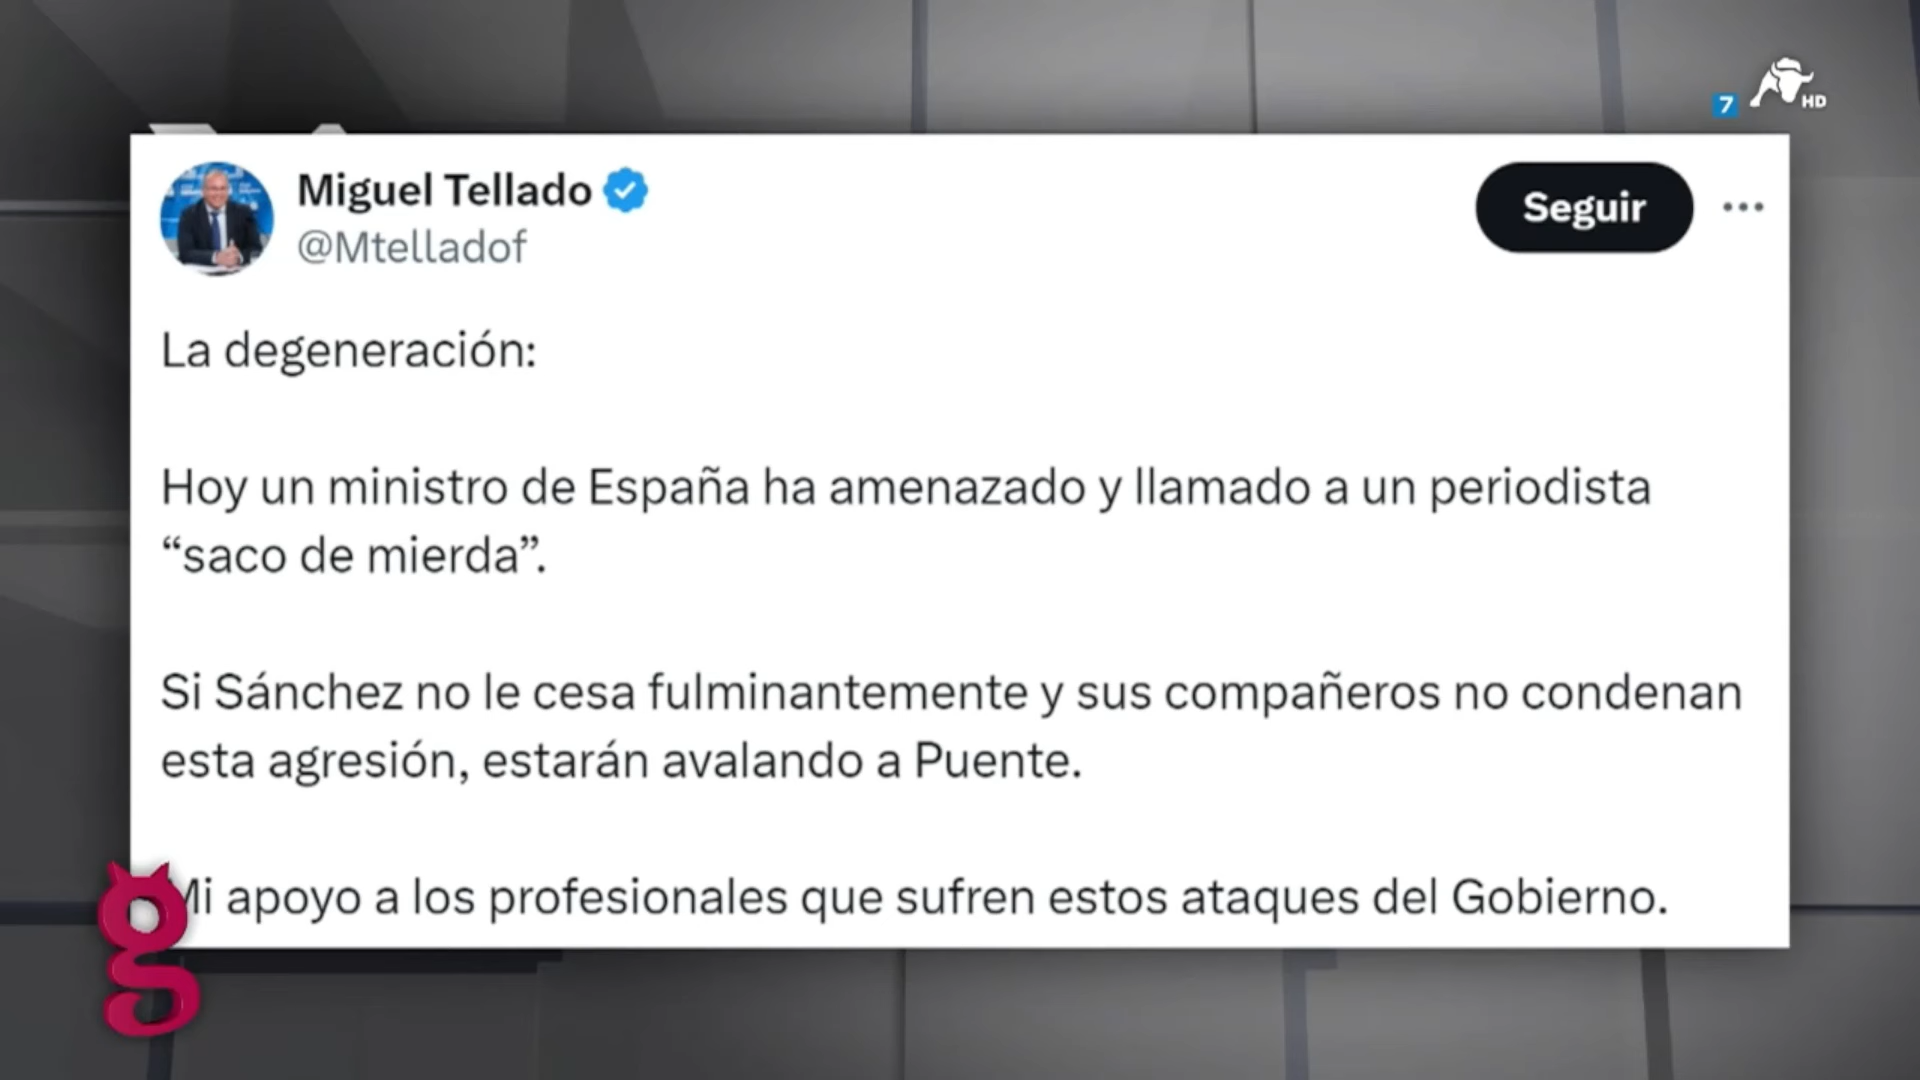 7
HD
Miguel Tellado
@Mtelladof
Seguir
La degeneración:
Hoy un ministro de España ha amenazado y llamado a un periodista
“saco de mierda”.
Si Sánchez no le cesa fulminantemente y sus compañeros no condenan
esta agresión, estarán avalando a Puente.
Mi apoyo a los profesionales que sufren estos ataques del Gobierno.
g